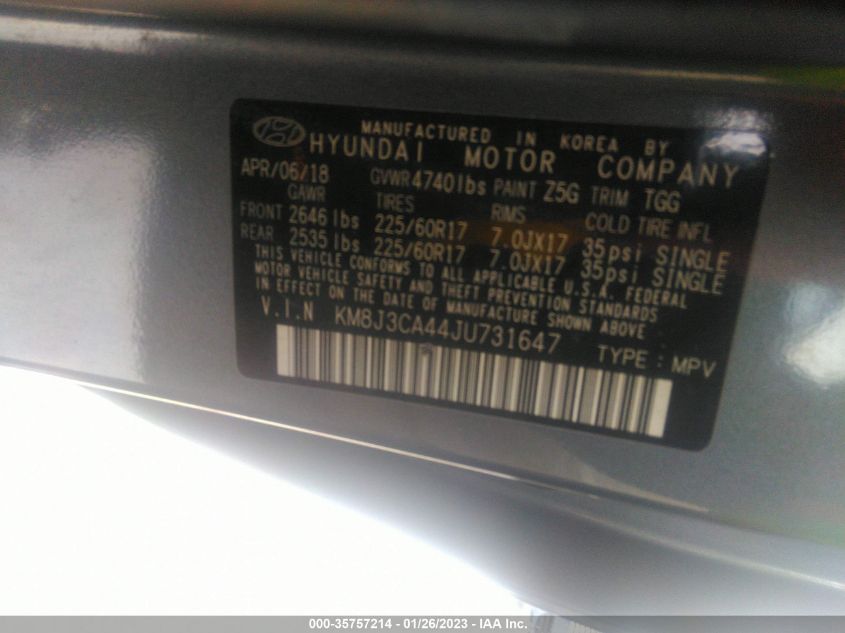 MANUFACTURED IN KOREA BY
HYUNDAI MOTOR COMPANY
APR/06/18 GVWR 4740lbs PAINT Z5G TRIM TGG
GAWR TIRES RIMS COLD TIRE INFL
FRONT 2646 lbs 225/60R17 7.0JX17 35psi SINGLE
REAR 2535 lbs 225/60R17 7.0JX17 35psi SINGLE
THIS VEHICLE CONFORMS TO ALL APPLICABLE U.S.A. FEDERAL
MOTOR VEHICLE SAFETY AND THEFT PREVENTION STANDARDS
IN EFFECT ON THE DATE OF MANUFACTURE SHOWN ABOVE
V.I.N KM8J3CA44JU731647
TYPE : MPV
000-35757214 - 01/26/2023 - IAA Inc.